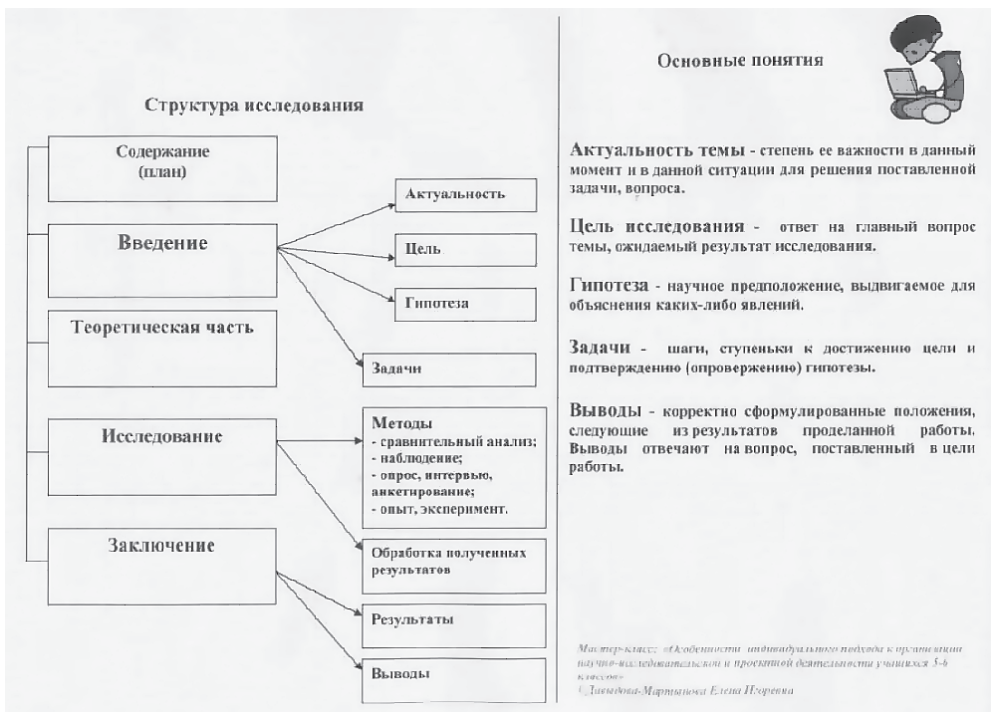 Структура исследования
Содержание
(план)
Введение
Теоретическая часть
Исследование
Заключение
Актуальность
Цель
Гипотеза
Задачи
Методы
- сравнительный анализ;
- наблюдение;
- опрос, интервью,
анкетирование;
- опыт, эксперимент.
Обработка полученных
результатов
Результаты
Выводы
Основные понятия
Актуальность темы - степень ее важности в данный
момент и в данной ситуации для решения поставленной
задачи, вопроса.
Цель исследования - ответ на главный вопрос
темы, ожидаемый результат исследования.
Гипотеза - научное предположение, выдвигаемое для
объяснения каких-либо явлений.
Задачи - шаги, ступеньки к достижению цели и
подтверждению (опровержению) гипотезы.
Выводы - корректно сформулированные положения,
следующие из результатов проделанной работы.
Выводы отвечают на вопрос, поставленный в цели
работы.
Мастер-класс: «Особенности индивидуального подхода к организации
научно-исследовательской и проектной деятельности учащихся 5-6
классов»
Давыдова-Мартынова Елена Игоревна